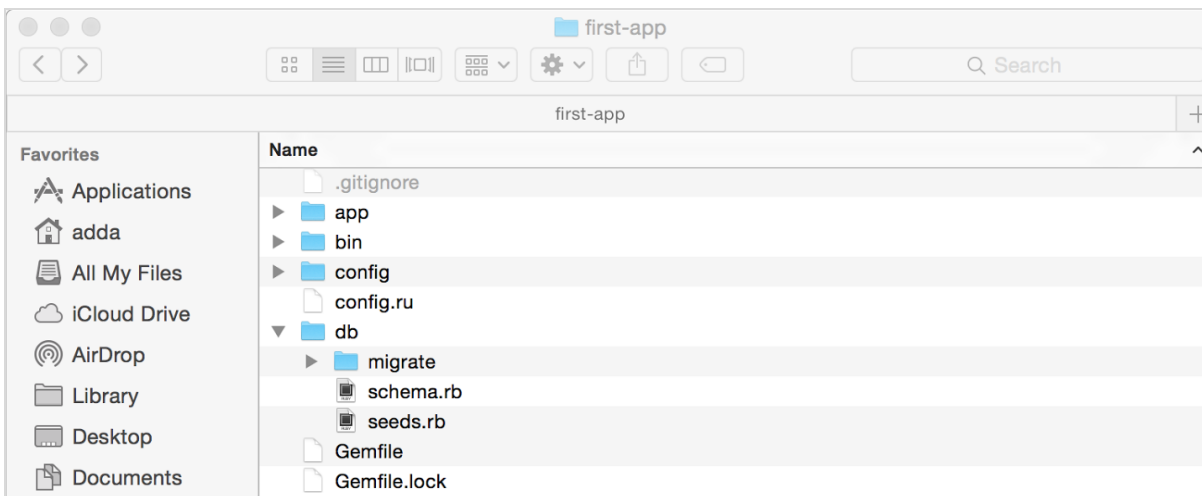 first-app
Search
first-app
Favorites
Applications
adda
All My Files
iCloud Drive
AirDrop
Library
Desktop
Documents
Name
.gitignore
app
bin
config
config.ru
db
migrate
schema.rb
seeds.rb
Gemfile
Gemfile.lock